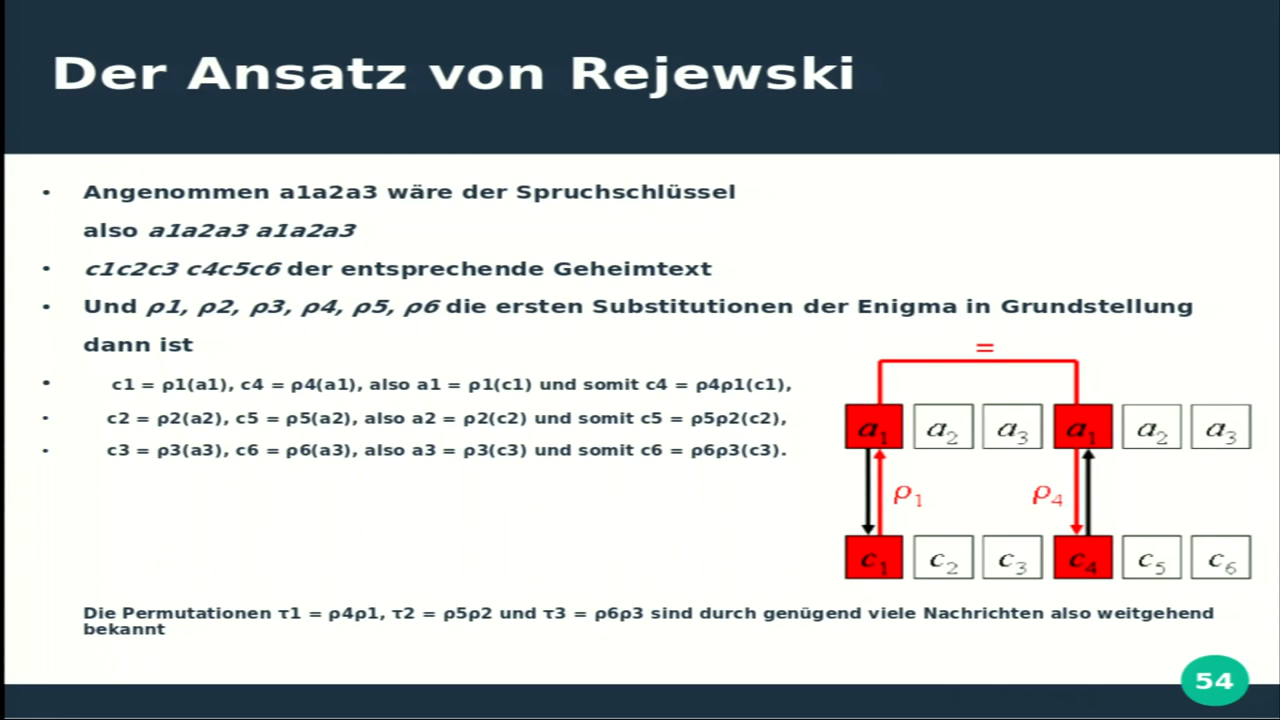 Der Ansatz von Rejewski
• Angenommen a1a2a3 wäre der Spruchschlüssel
also a1a2a3 a1a2a3
• c1c2c3 c4c5c6 der entsprechende Geheimtext
• Und ρ1, ρ2, ρ3, ρ4, ρ5, ρ6 die ersten Substitutionen der Enigma in Grundstellung
dann ist
• c1 = ρ1(a1), c4 = ρ4(a1), also a1 = ρ1(c1) und somit c4 = ρ4ρ1(c1),
• c2 = ρ2(a2), c5 = ρ5(a2), also a2 = ρ2(c2) und somit c5 = ρ5ρ2(c2),
• c3 = ρ3(a3), c6 = ρ6(a3), also a3 = ρ3(c3) und somit c6 = ρ6ρ3(c3).
=
a₁ a₂ a₃ a₁ a₂ a₃
ρ₁ ρ₄
c₁ c₂ c₃ c₄ c₅ c₆
Die Permutationen τ1 = ρ4ρ1, τ2 = ρ5ρ2 und τ3 = ρ6ρ3 sind durch genügend viele Nachrichten also weitgehend
bekannt
54